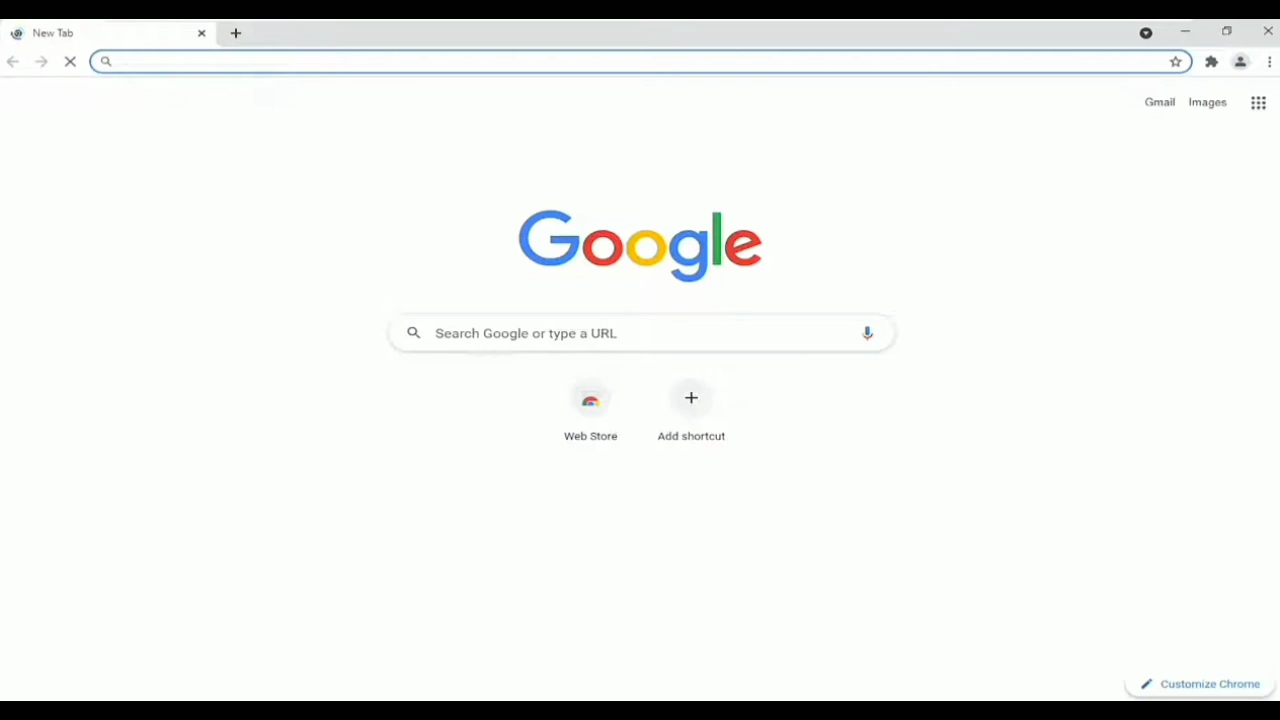 New Tab
Gmail Images
Google
Search Google or type a URL
Web Store Add shortcut
Customize Chrome